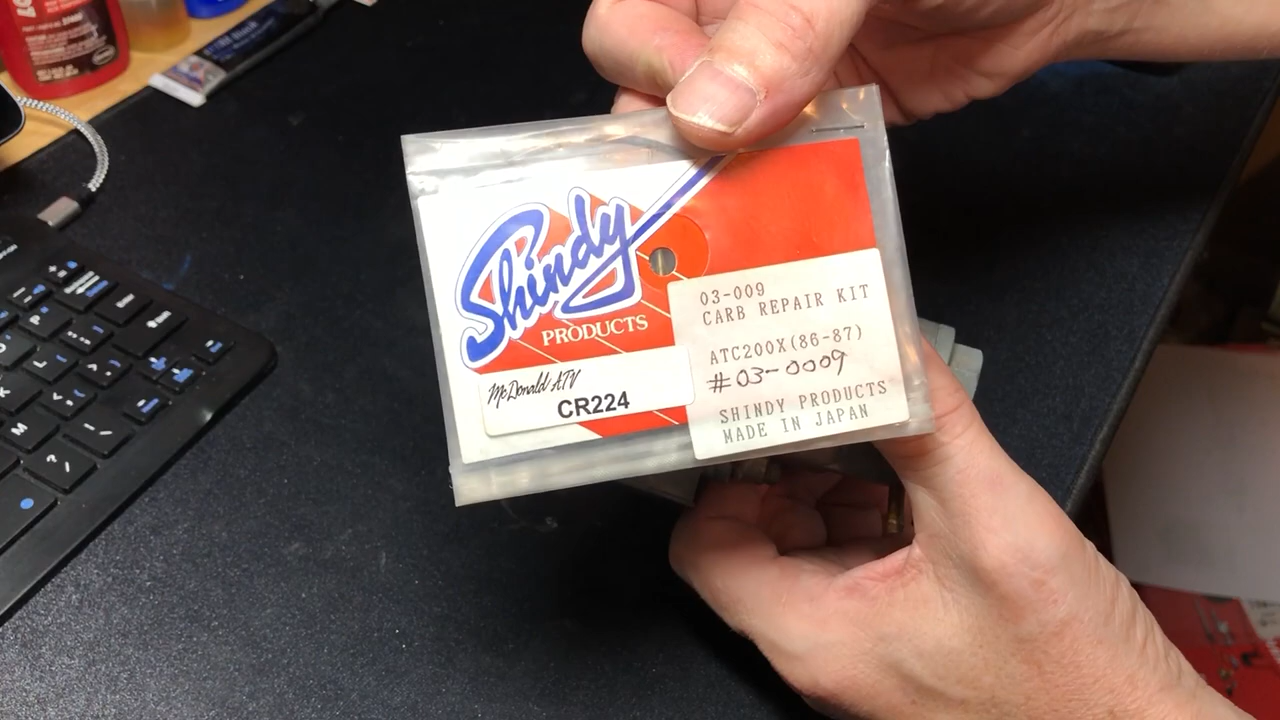 Shindy
PRODUCTS
McDonald ATV
CR224
03-009
CARB REPAIR KIT
ATC200X(86-87)
#03-0009
SHINDY PRODUCTS
MADE IN JAPAN